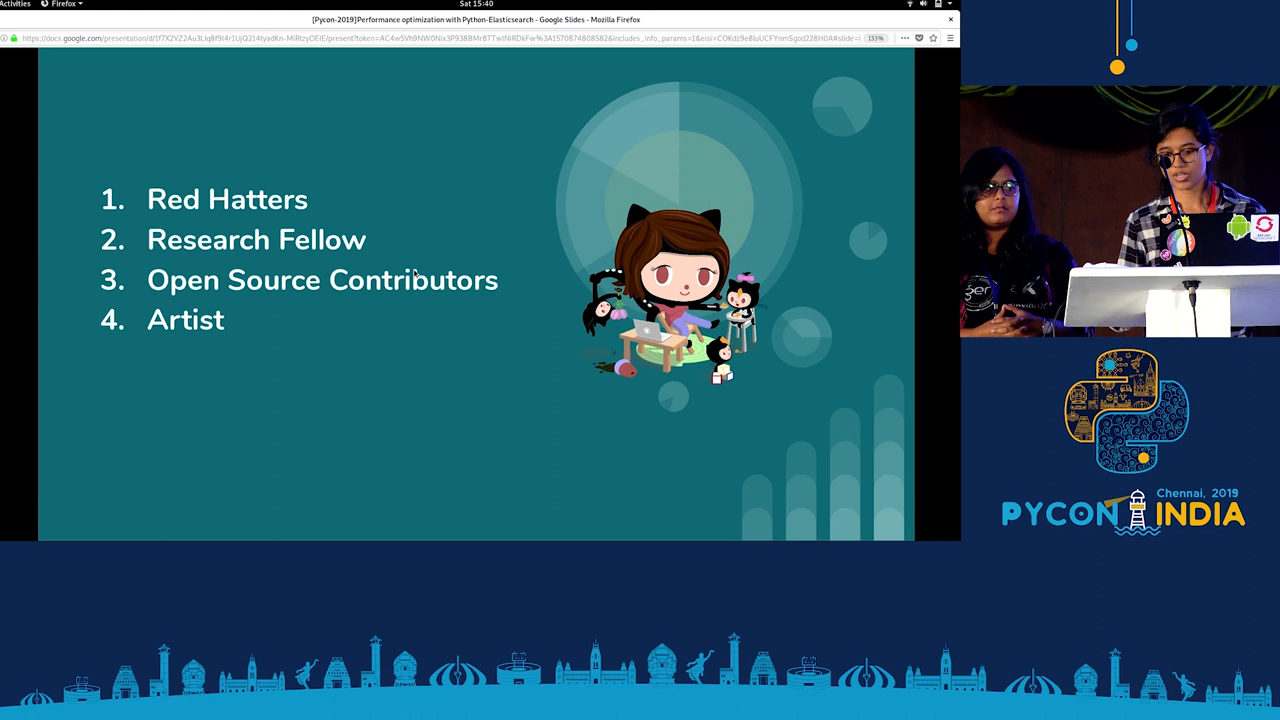 Activities Firefox Sat 15:40
[Pycon-2019]Performance optimization with Python-Elasticsearch - Google Slides - Mozilla Firefox
133%
1. Red Hatters
2. Research Fellow
3. Open Source Contributors
4. Artist
Chennai, 2019
PYCON INDIA